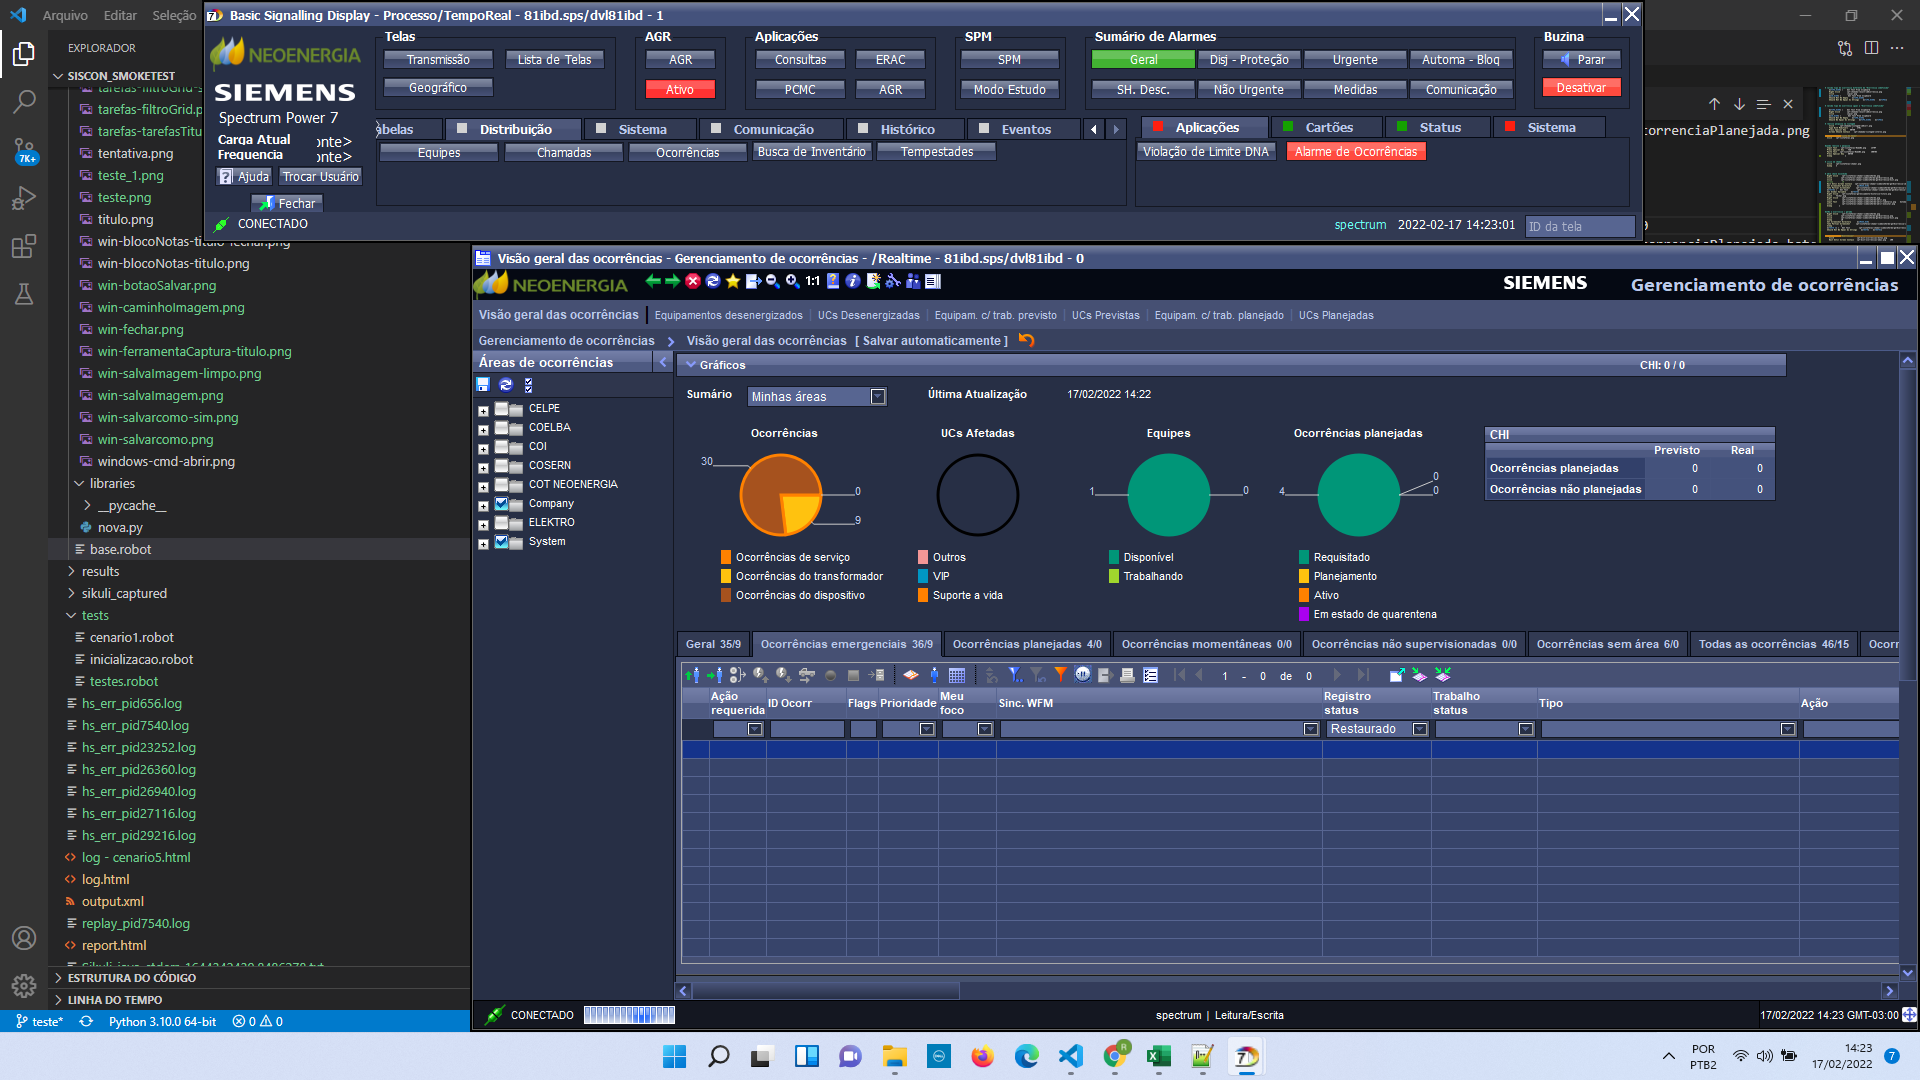 Arquivo Editar Seleção
EXPLORADOR
SISCON_SMOKETEST
tarefas-filtroGrid.p
tarefas-tarefasTitu
tentativa.png
teste_1.png
teste.png
titulo.png
win-blocoNotas-titulo-fechar.png
win-blocoNotas-titulo.png
win-botaoSalvar.png
win-caminhoImagem.png
win-fechar.png
win-ferramentaCaptura-titulo.png
win-salvaImagem-limpo.png
win-salvaImagem.png
win-salvarcomo-sim.png
win-salvarcomo.png
windows-cmd-abrir.png
libraries
__pycache__
nova.py
base.robot
results
sikuli_captured
tests
cenario1.robot
inicializacao.robot
testes.robot
hs_err_pid656.log
hs_err_pid7540.log
hs_err_pid23252.log
hs_err_pid26360.log
hs_err_pid26940.log
hs_err_pid27116.log
hs_err_pid29216.log
log - cenario5.html
log.html
output.xml
replay_pid7540.log
report.html
ESTRUTURA DO CÓDIGO
LINHA DO TEMPO
7K+
teste* Python 3.10.0 64-bit 0 0
orrenciaPlanejada.png
Basic Signalling Display - Processo/TempoReal - 81ibd.sps/dvl81ibd - 1
NEOENERGIA
SIEMENS
Spectrum Power 7
Carga Atual onte>
Frequencia onte>
Ajuda Trocar Usuário
Fechar
CONECTADO
Telas
Transmissão Lista de Telas
Geográfico
AGR
AGR
Ativo
Aplicações
Consultas ERAC
PCMC AGR
SPM
SPM
Modo Estudo
Sumário de Alarmes
Geral Disj - Proteção Urgente Automa - Bloq
SH. Desc. Não Urgente Medidas Comunicação
Buzina
Parar
Desativar
abelas Distribuição Sistema Comunicação Histórico Eventos
Equipes Chamadas Ocorrências Busca de Inventário Tempestades
Aplicações Cartões Status Sistema
Violação de Limite DNA Alarme de Ocorrências
spectrum 2022-02-17 14:23:01 ID da tela
Visão geral das ocorrências - Gerenciamento de ocorrências - /Realtime - 81ibd.sps/dvl81ibd - 0
NEOENERGIA 1:1 SIEMENS Gerenciamento de ocorrências
Visão geral das ocorrências Equipamentos desenergizados UCs Desenergizadas Equipam. c/ trab. previsto UCs Previstas Equipam. c/ trab. planejado UCs Planejadas
Gerenciamento de ocorrências Visão geral das ocorrências [ Salvar automaticamente ]
Áreas de ocorrências
CELPE
COELBA
COI
COSERN
COT NEOENERGIA
Company
ELEKTRO
System
Gráficos CHI: 0 / 0
Sumário Minhas áreas Última Atualização 17/02/2022 14:22
Ocorrências
30
0
9
Ocorrências de serviço
Ocorrências do transformador
Ocorrências do dispositivo
UCs Afetadas
Outros
VIP
Suporte a vida
Equipes
1 0
Disponível
Trabalhando
Ocorrências planejadas
4 0
0
Requisitado
Planejamento
Ativo
Em estado de quarentena
CHI
Previsto Real
Ocorrências planejadas 0 0
Ocorrências não planejadas 0 0
Geral 35/9 Ocorrências emergenciais 36/9 Ocorrências planejadas 4/0 Ocorrências momentâneas 0/0 Ocorrências não supervisionadas 0/0 Ocorrências sem área 6/0 Todas as ocorrências 46/15 Ocorr
1 - 0 de 0
Ação requerida ID Ocorr Flags Prioridade Meu foco Sinc. WFM Registro status Trabalho status Tipo Ação
Restaurado
CONECTADO spectrum | Leitura/Escrita 17/02/2022 14:23 GMT-03:00
POR
PTB2
14:23
17/02/2022
7